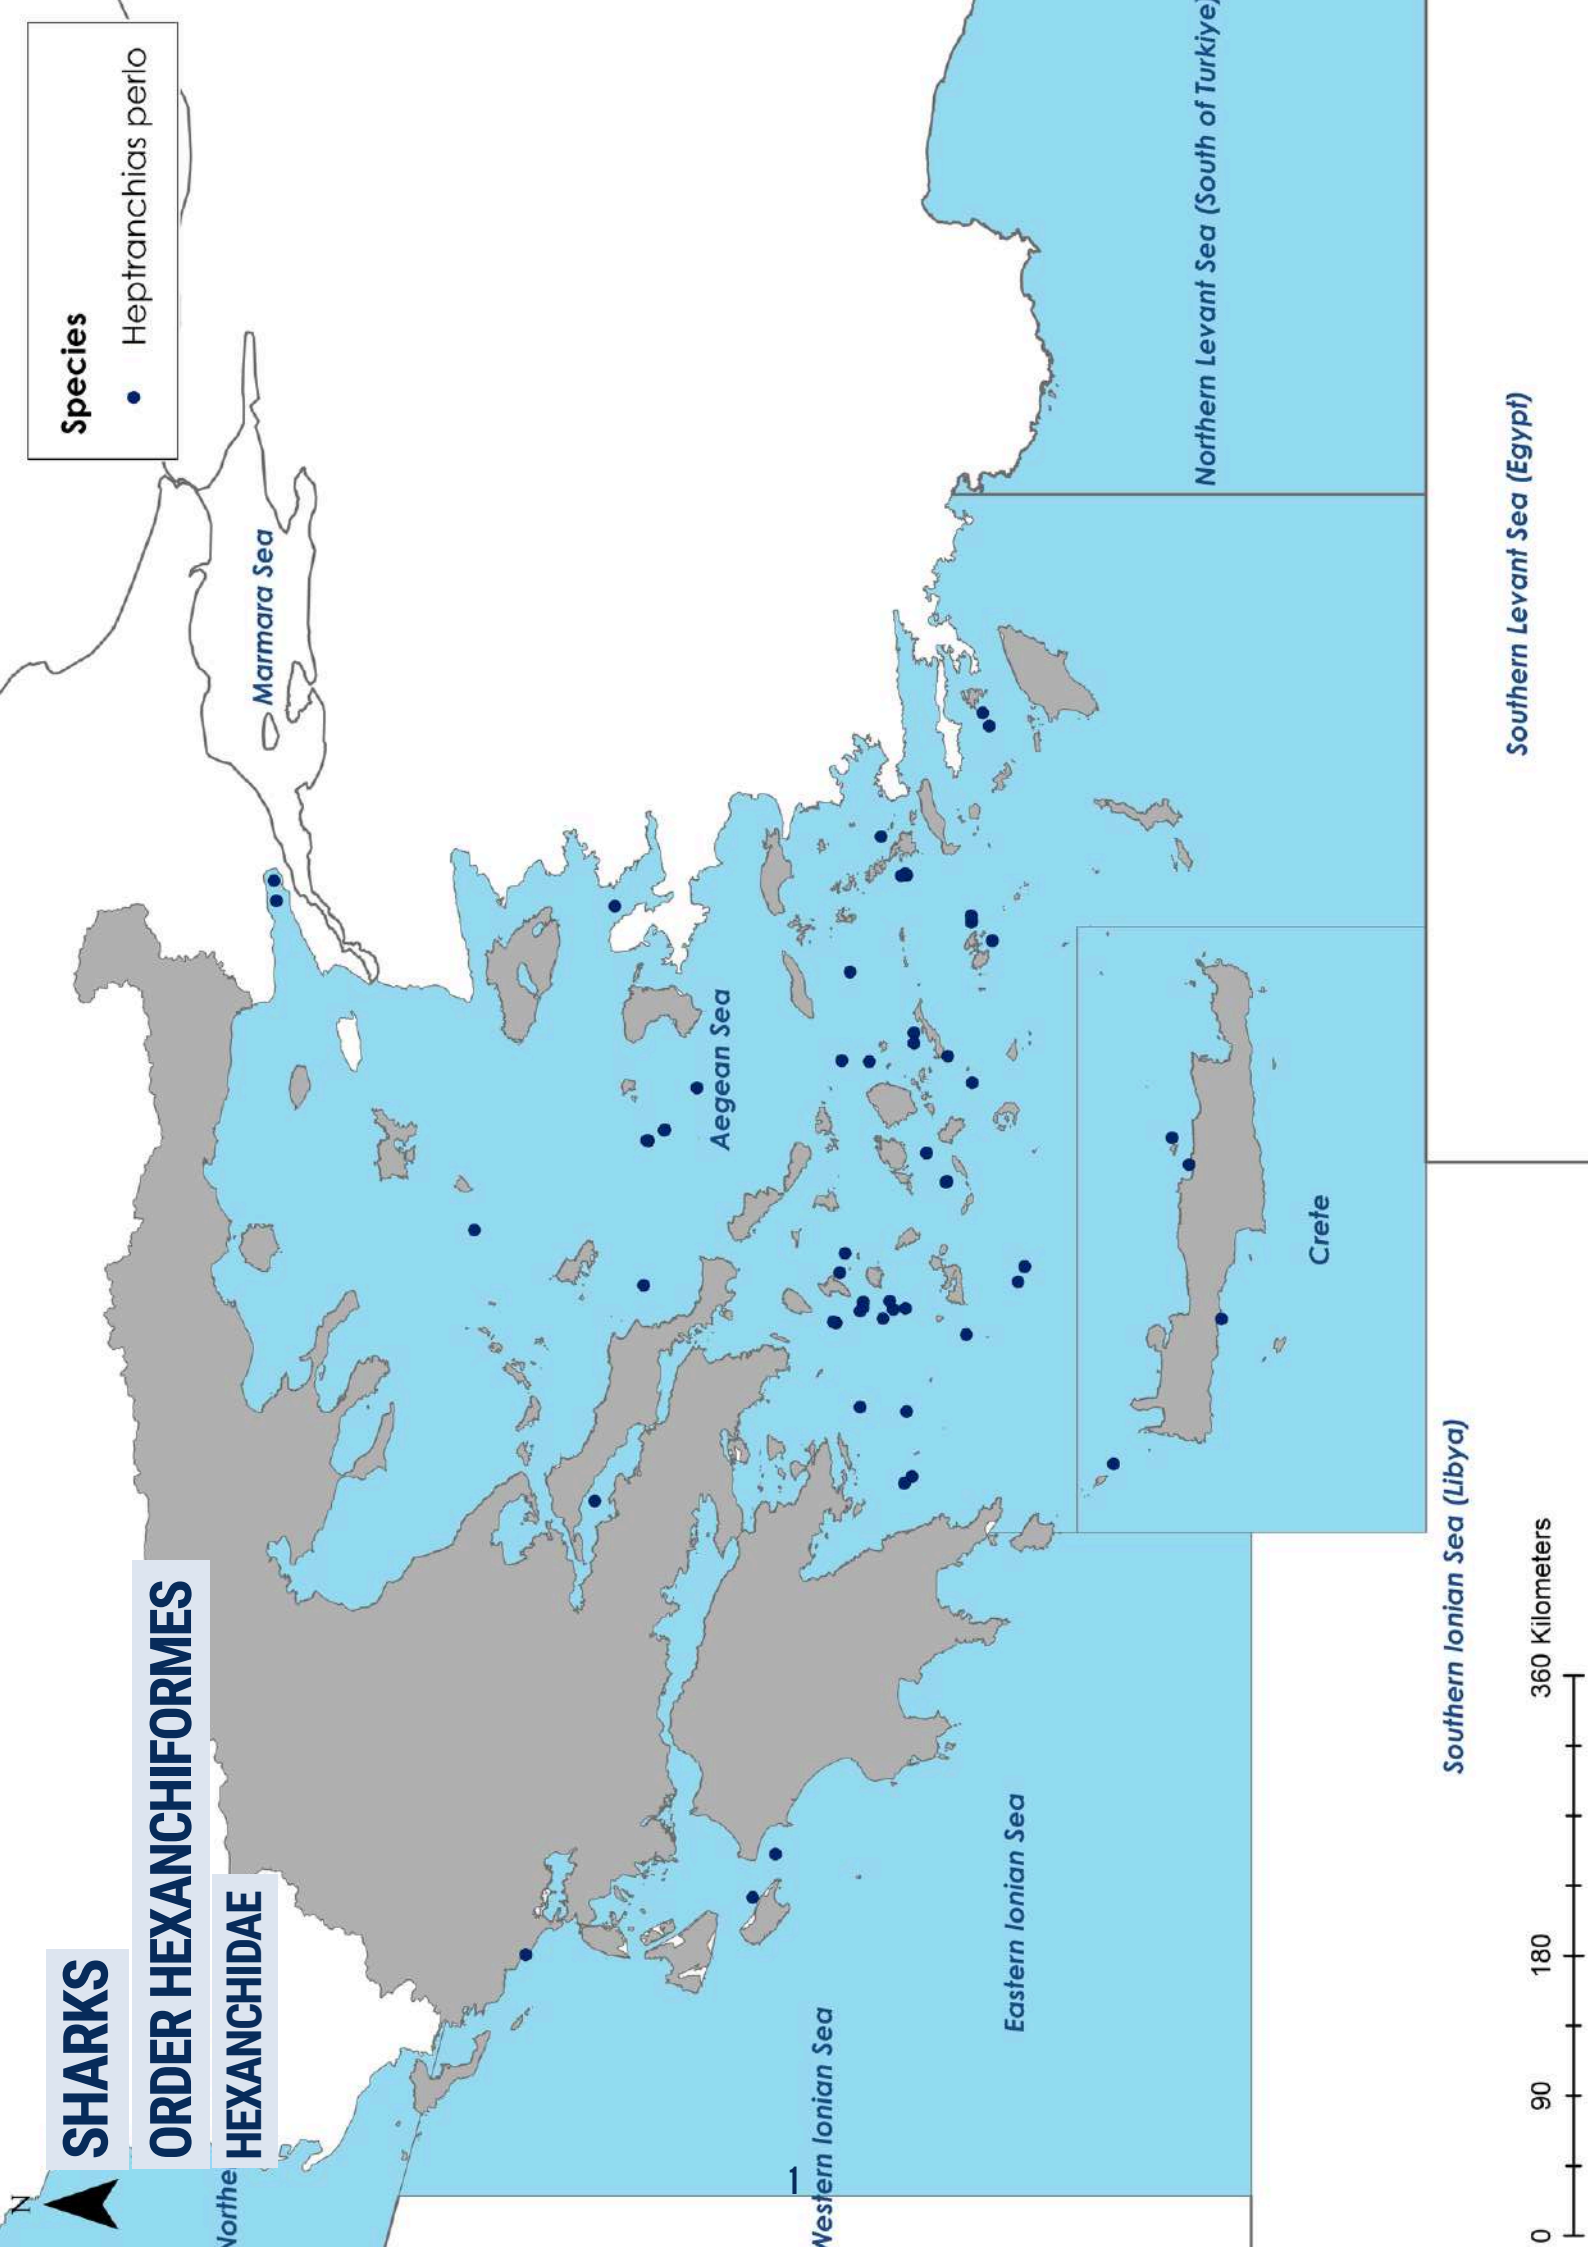 SHARKS
ORDER HEXANCHIFORMES
HEXANCHIDAE
N
Species
Heptranchias perlo
Marmara Sea
Aegean Sea
Eastern Ionian Sea
Western Ionian Sea
Crete
Northern Levant Sea (South of Turkiye)
Southern Ionian Sea (Libya)
Southern Levant Sea (Egypt)
0 90 180 360 Kilometers
1